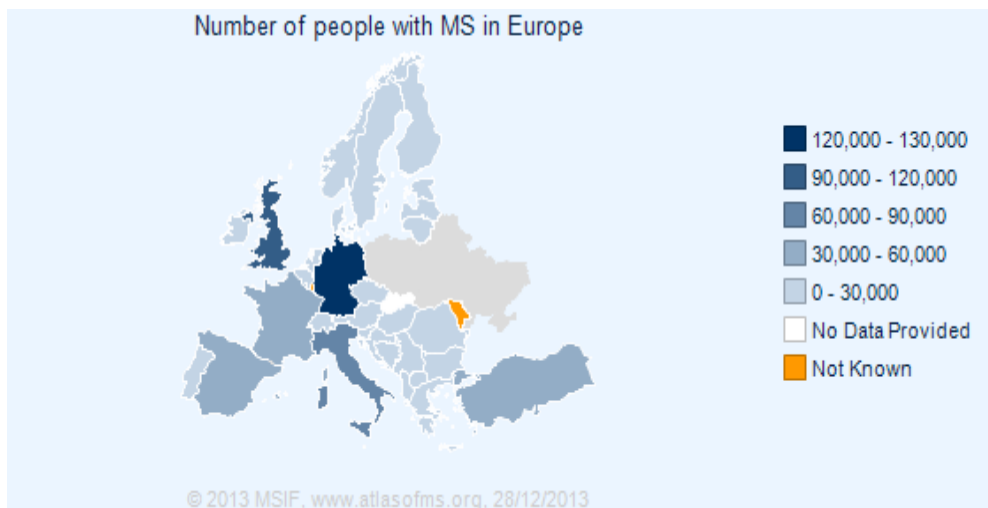 Number of people with MS in Europe
120,000 - 130,000
90,000 - 120,000
60,000 - 90,000
30,000 - 60,000
0 - 30,000
No Data Provided
Not Known
© 2013 MSIF, www.atlasofms.org, 28/12/2013